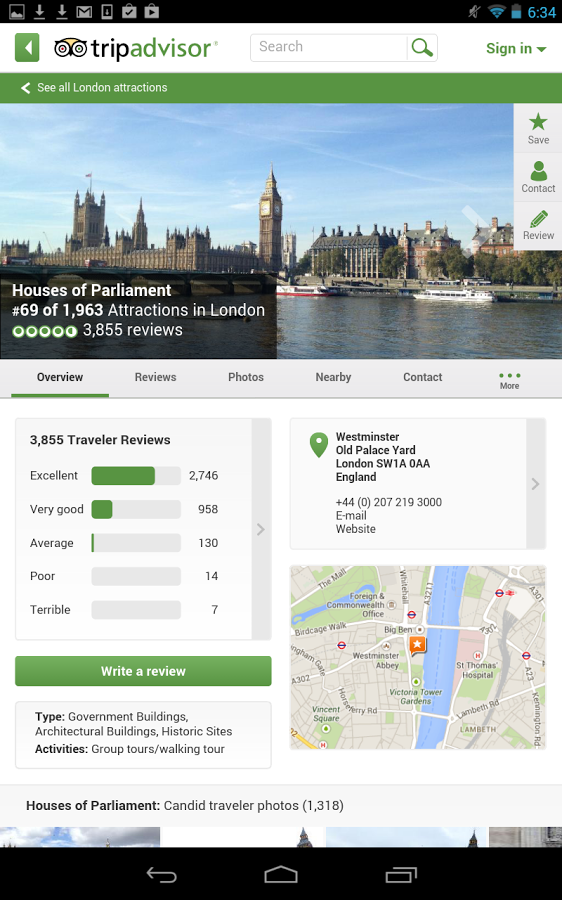 6:34
tripadvisor®
Search
Sign in
See all London attractions
Save
Contact
Review
Houses of Parliament
#69 of 1,963 Attractions in London
3,855 reviews
Overview
Reviews
Photos
Nearby
Contact
More
3,855 Traveler Reviews
Excellent 2,746
Very good 958
Average 130
Poor 14
Terrible 7
Write a review
Type: Government Buildings,
Architectural Buildings, Historic Sites
Activities: Group tours/walking tour
Westminster
Old Palace Yard
London SW1A 0AA
England
+44 (0) 207 219 3000
E-mail
Website
The Mall
Whitehall
A3211
A301
Foreign &
Commonwealth
Office
Birdcage Walk
Big Ben
Westminster
Abbey
St Thomas'
Hospital
ngham Gate
A302
Victoria Tower
Gardens
Horseferry Rd
Vincent
Square
Lambeth Rd
LAMBETH
Kennington Rd
A3203
Houses of Parliament: Candid traveler photos (1,318)